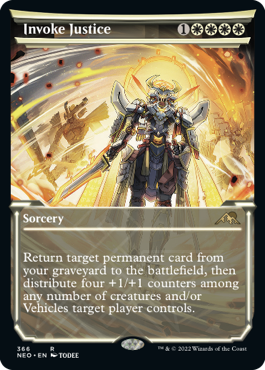 Invoke Justice 1
Sorcery
Return target permanent card from
your graveyard to the battlefield, then
distribute four +1/+1 counters among
any number of creatures and/or
Vehicles target player controls.
366 R
NEO • EN TODEE
™ & © 2022 Wizards of the Coast